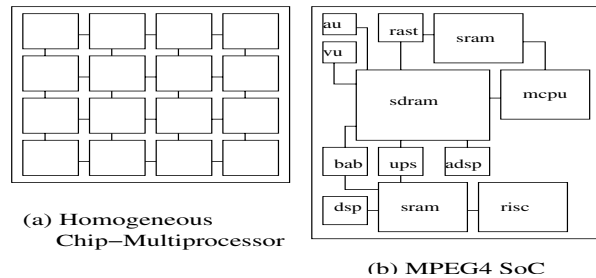 au
rast
sram
vu
sdram
mcpu
bab
ups
adsp
dsp
sram
risc
(a) Homogeneous
Chip−Multiprocessor
(b) MPEG4 SoC